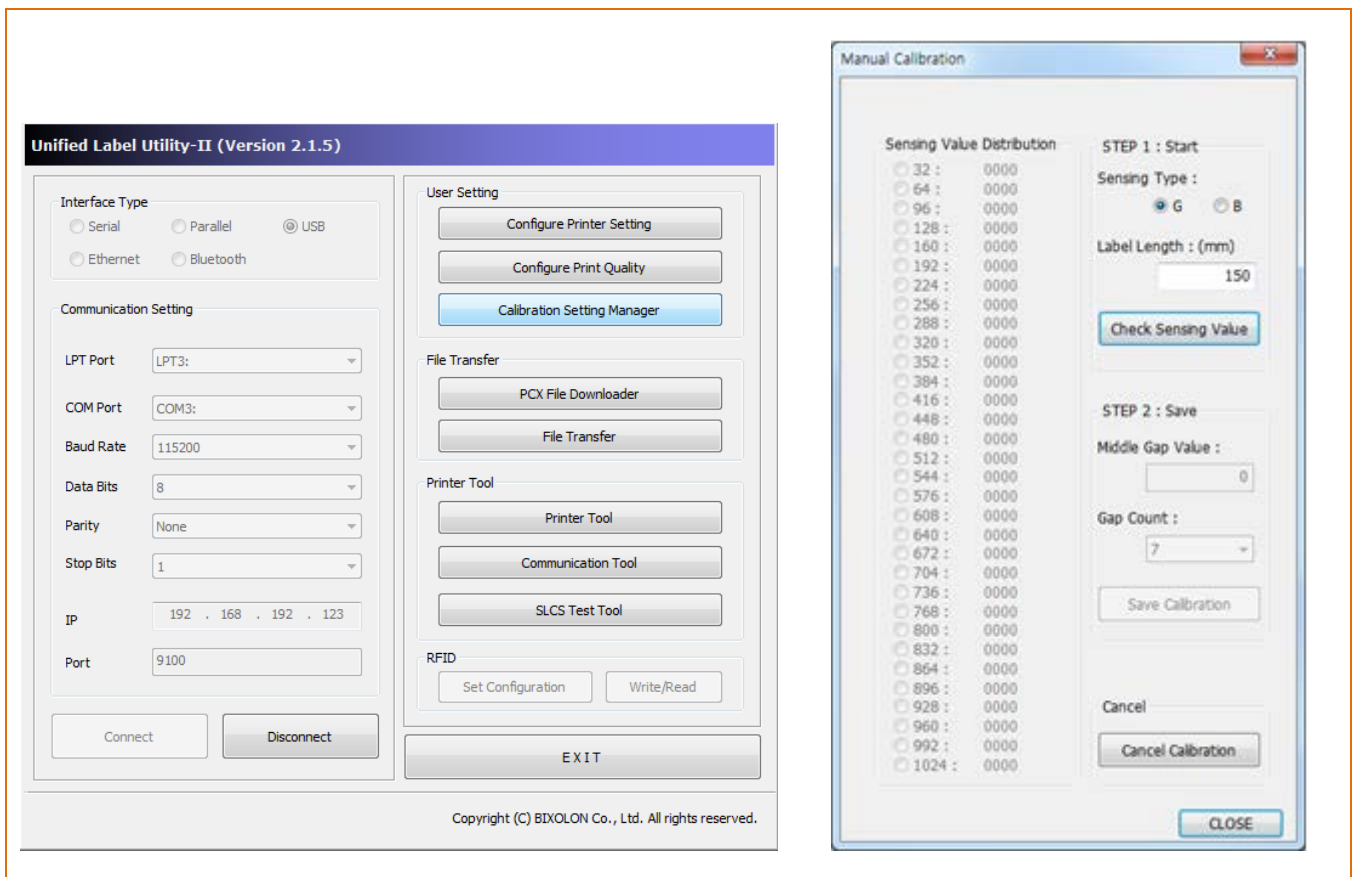 Unified Label Utility-II (Version 2.1.5)
Interface Type
Serial Parallel USB
Ethernet Bluetooth
Communication Setting
LPT Port LPT3:
COM Port COM3:
Baud Rate 115200
Data Bits 8
Parity None
Stop Bits 1
IP 192 . 168 . 192 . 123
Port 9100
Connect Disconnect
User Setting
Configure Printer Setting
Configure Print Quality
Calibration Setting Manager
File Transfer
PCX File Downloader
File Transfer
Printer Tool
Printer Tool
Communication Tool
SLCS Test Tool
RFID
Set Configuration Write/Read
EXIT
Copyright (C) BIXOLON Co., Ltd. All rights reserved.
Manual Calibration
Sensing Value Distribution
32 : 0000
64 : 0000
96 : 0000
128 : 0000
160 : 0000
192 : 0000
224 : 0000
256 : 0000
288 : 0000
320 : 0000
352 : 0000
384 : 0000
416 : 0000
448 : 0000
480 : 0000
512 : 0000
544 : 0000
576 : 0000
608 : 0000
640 : 0000
672 : 0000
704 : 0000
736 : 0000
768 : 0000
800 : 0000
832 : 0000
864 : 0000
896 : 0000
928 : 0000
960 : 0000
992 : 0000
1024 : 0000
STEP 1 : Start
Sensing Type :
G B
Label Length : (mm)
150
Check Sensing Value
STEP 2 : Save
Middle Gap Value :
0
Gap Count :
7
Save Calibration
Cancel
Cancel Calibration
CLOSE